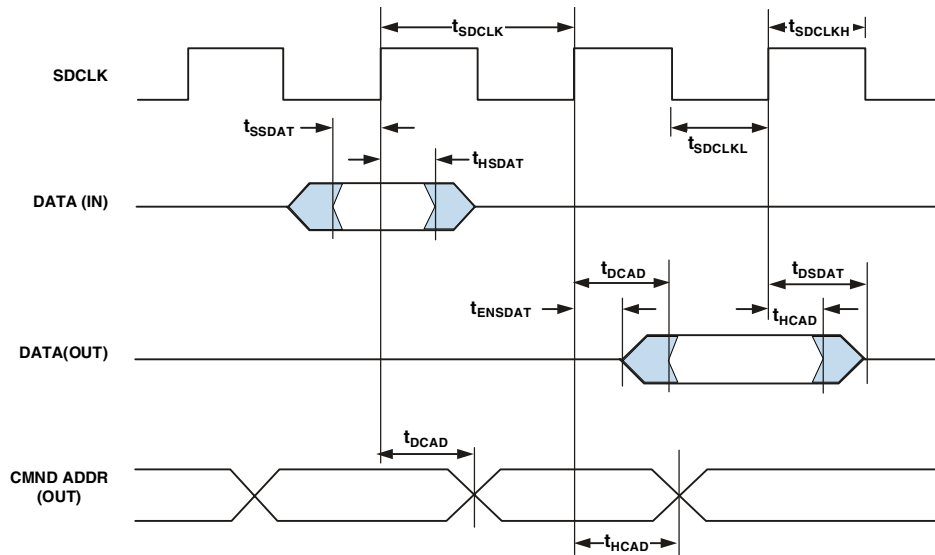 tSDCLK
tSDCLKH
SDCLK
tSSDAT
tSDCLKL
tHSDAT
DATA (IN)
tDCAD
tDSDAT
tENSDAT
tHCAD
DATA(OUT)
tDCAD
CMND ADDR
(OUT)
tHCAD